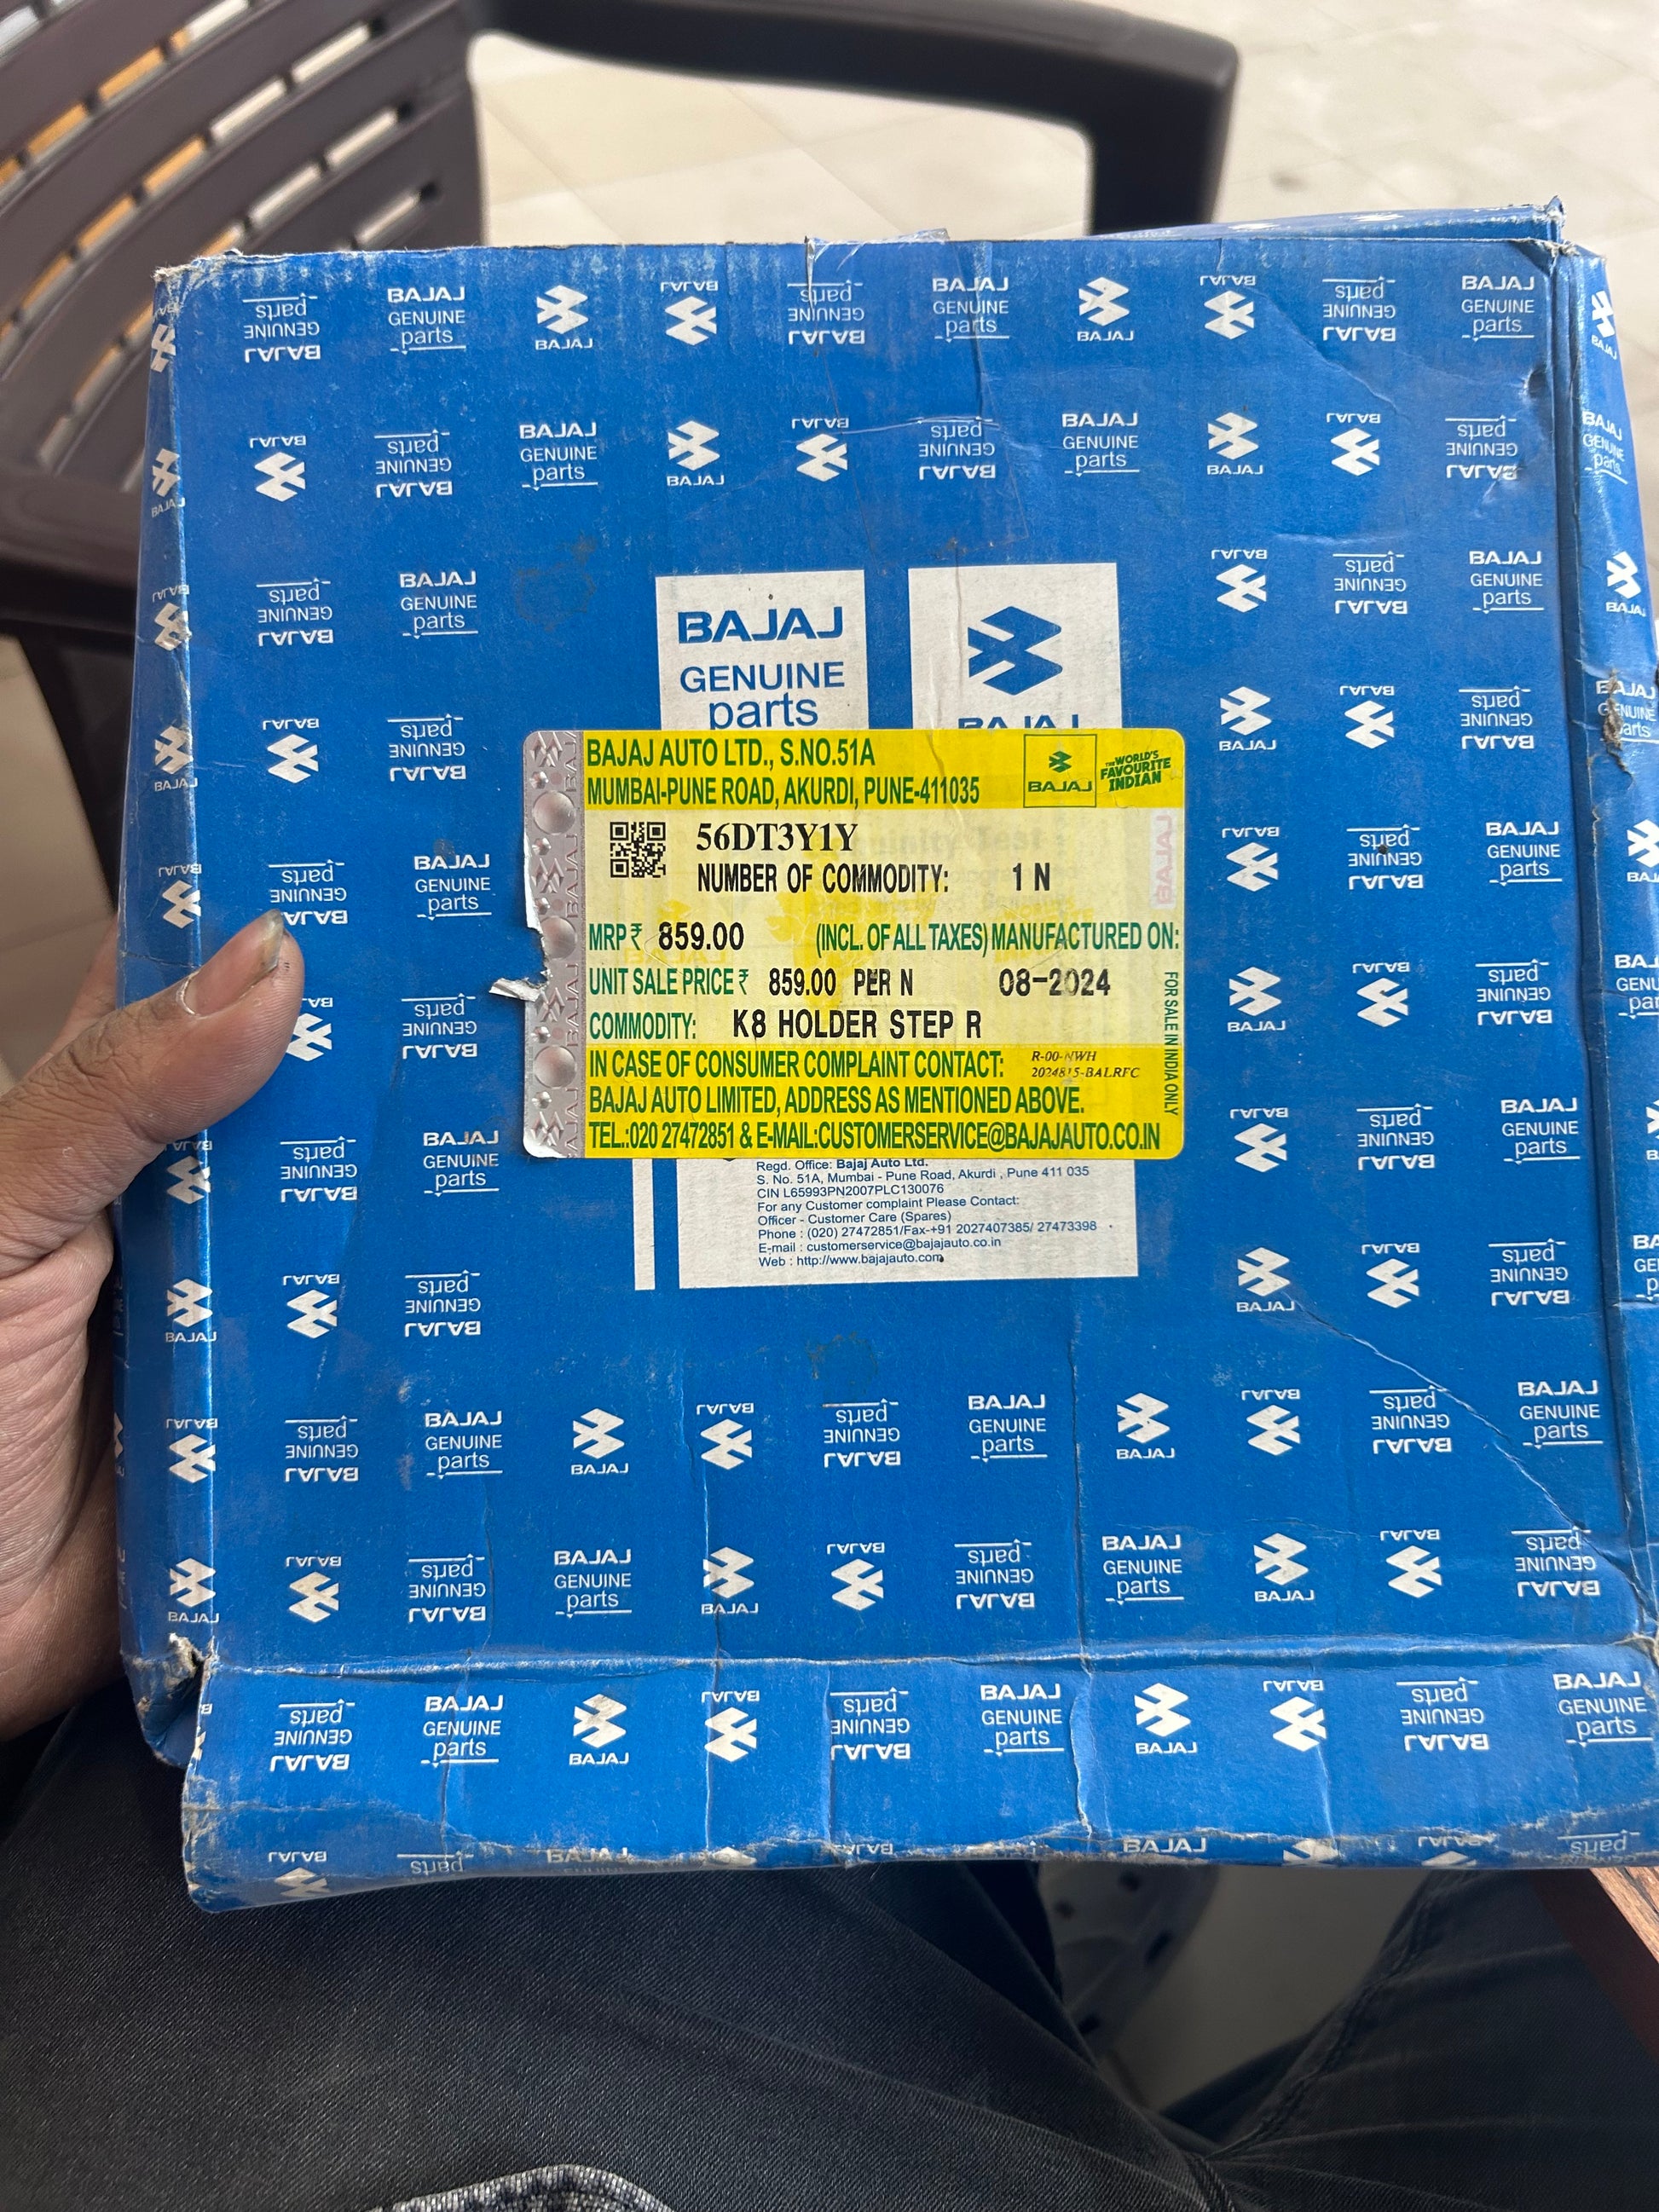 BAJAJ
GENUINE
parts
BAJAJ
BAJAJ AUTO LTD., S.NO.51A
MUMBAI-PUNE ROAD, AKURDI, PUNE-411035
BAJAJ
THE WORLD'S
FAVOURITE
INDIAN
56DT3Y1Y
NUMBER OF COMMODITY: 1 N
MRP ₹ 859.00 (INCL. OF ALL TAXES) MANUFACTURED ON:
UNIT SALE PRICE ₹ 859.00 PER N 08-2024
COMMODITY: K8 HOLDER STEP R
FOR SALE IN INDIA ONLY
IN CASE OF CONSUMER COMPLAINT CONTACT:
R-00-NWH
2024815-BALRFC
BAJAJ AUTO LIMITED, ADDRESS AS MENTIONED ABOVE.
TEL.:020 27472851 & E-MAIL:CUSTOMERSERVICE@BAJAJAUTO.CO.IN
Regd. Office: Bajaj Auto Ltd.
S. No. 51A, Mumbai - Pune Road, Akurdi , Pune 411 035
CIN L65993PN2007PLC130076
For any Customer complaint Please Contact:
Officer - Customer Care (Spares)
Phone : (020) 27472851/Fax-+91 2027407385/ 27473398
E-mail : customerservice@bajajauto.co.in
Web : http://www.bajajauto.com